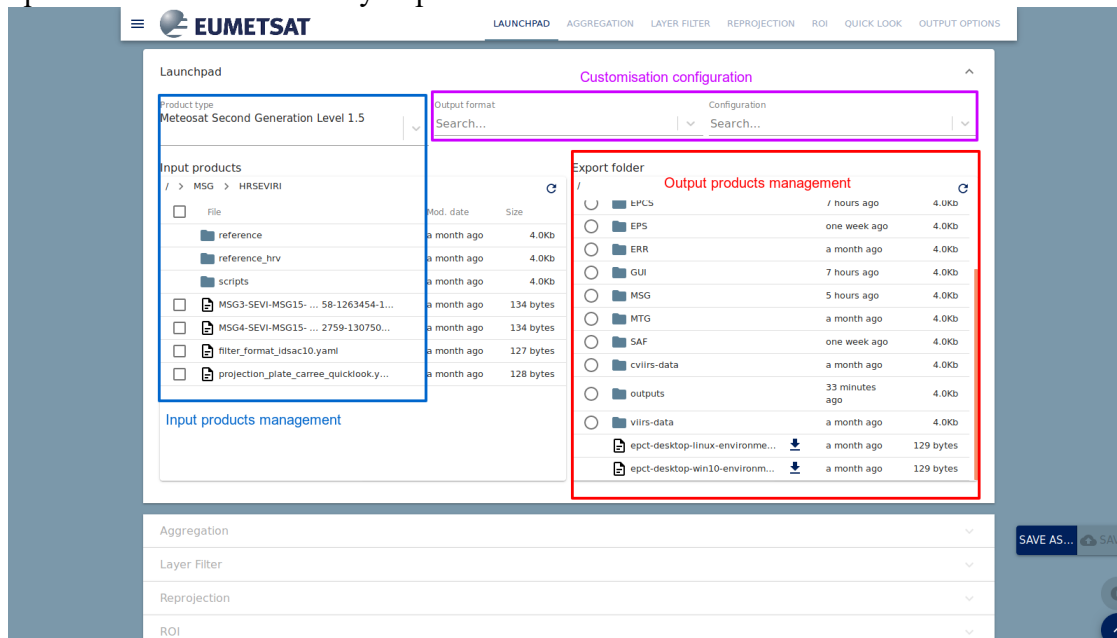 EUMETSAT
LAUNCHPAD AGGREGATION LAYER FILTER REPROJECTION ROI QUICK LOOK OUTPUT OPTIONS
Launchpad
Customisation configuration
Product type
Meteosat Second Generation Level 1.5
Output format
Search...
Configuration
Search...
Input products
/ > MSG > HRSEVIRI
File Mod. date Size
reference a month ago 4.0Kb
reference_hrv a month ago 4.0Kb
scripts a month ago 4.0Kb
MSG3-SEVI-MSG15- ... 58-1263454-1... a month ago 134 bytes
MSG4-SEVI-MSG15- ... 2759-130750... a month ago 134 bytes
filter_format_idsac10.yaml a month ago 127 bytes
projection_plate_carree_quicklook.y... a month ago 128 bytes
Input products management
Export folder
/
Output products management
EPCS 7 hours ago 4.0Kb
EPS one week ago 4.0Kb
ERR a month ago 4.0Kb
GUI 7 hours ago 4.0Kb
MSG 5 hours ago 4.0Kb
MTG a month ago 4.0Kb
SAF one week ago 4.0Kb
cviirs-data a month ago 4.0Kb
outputs 33 minutes ago 4.0Kb
viirs-data a month ago 4.0Kb
epct-desktop-linux-environme... a month ago 129 bytes
epct-desktop-win10-environm... a month ago 129 bytes
Aggregation
SAVE AS... SAV
Layer Filter
Reprojection
ROI